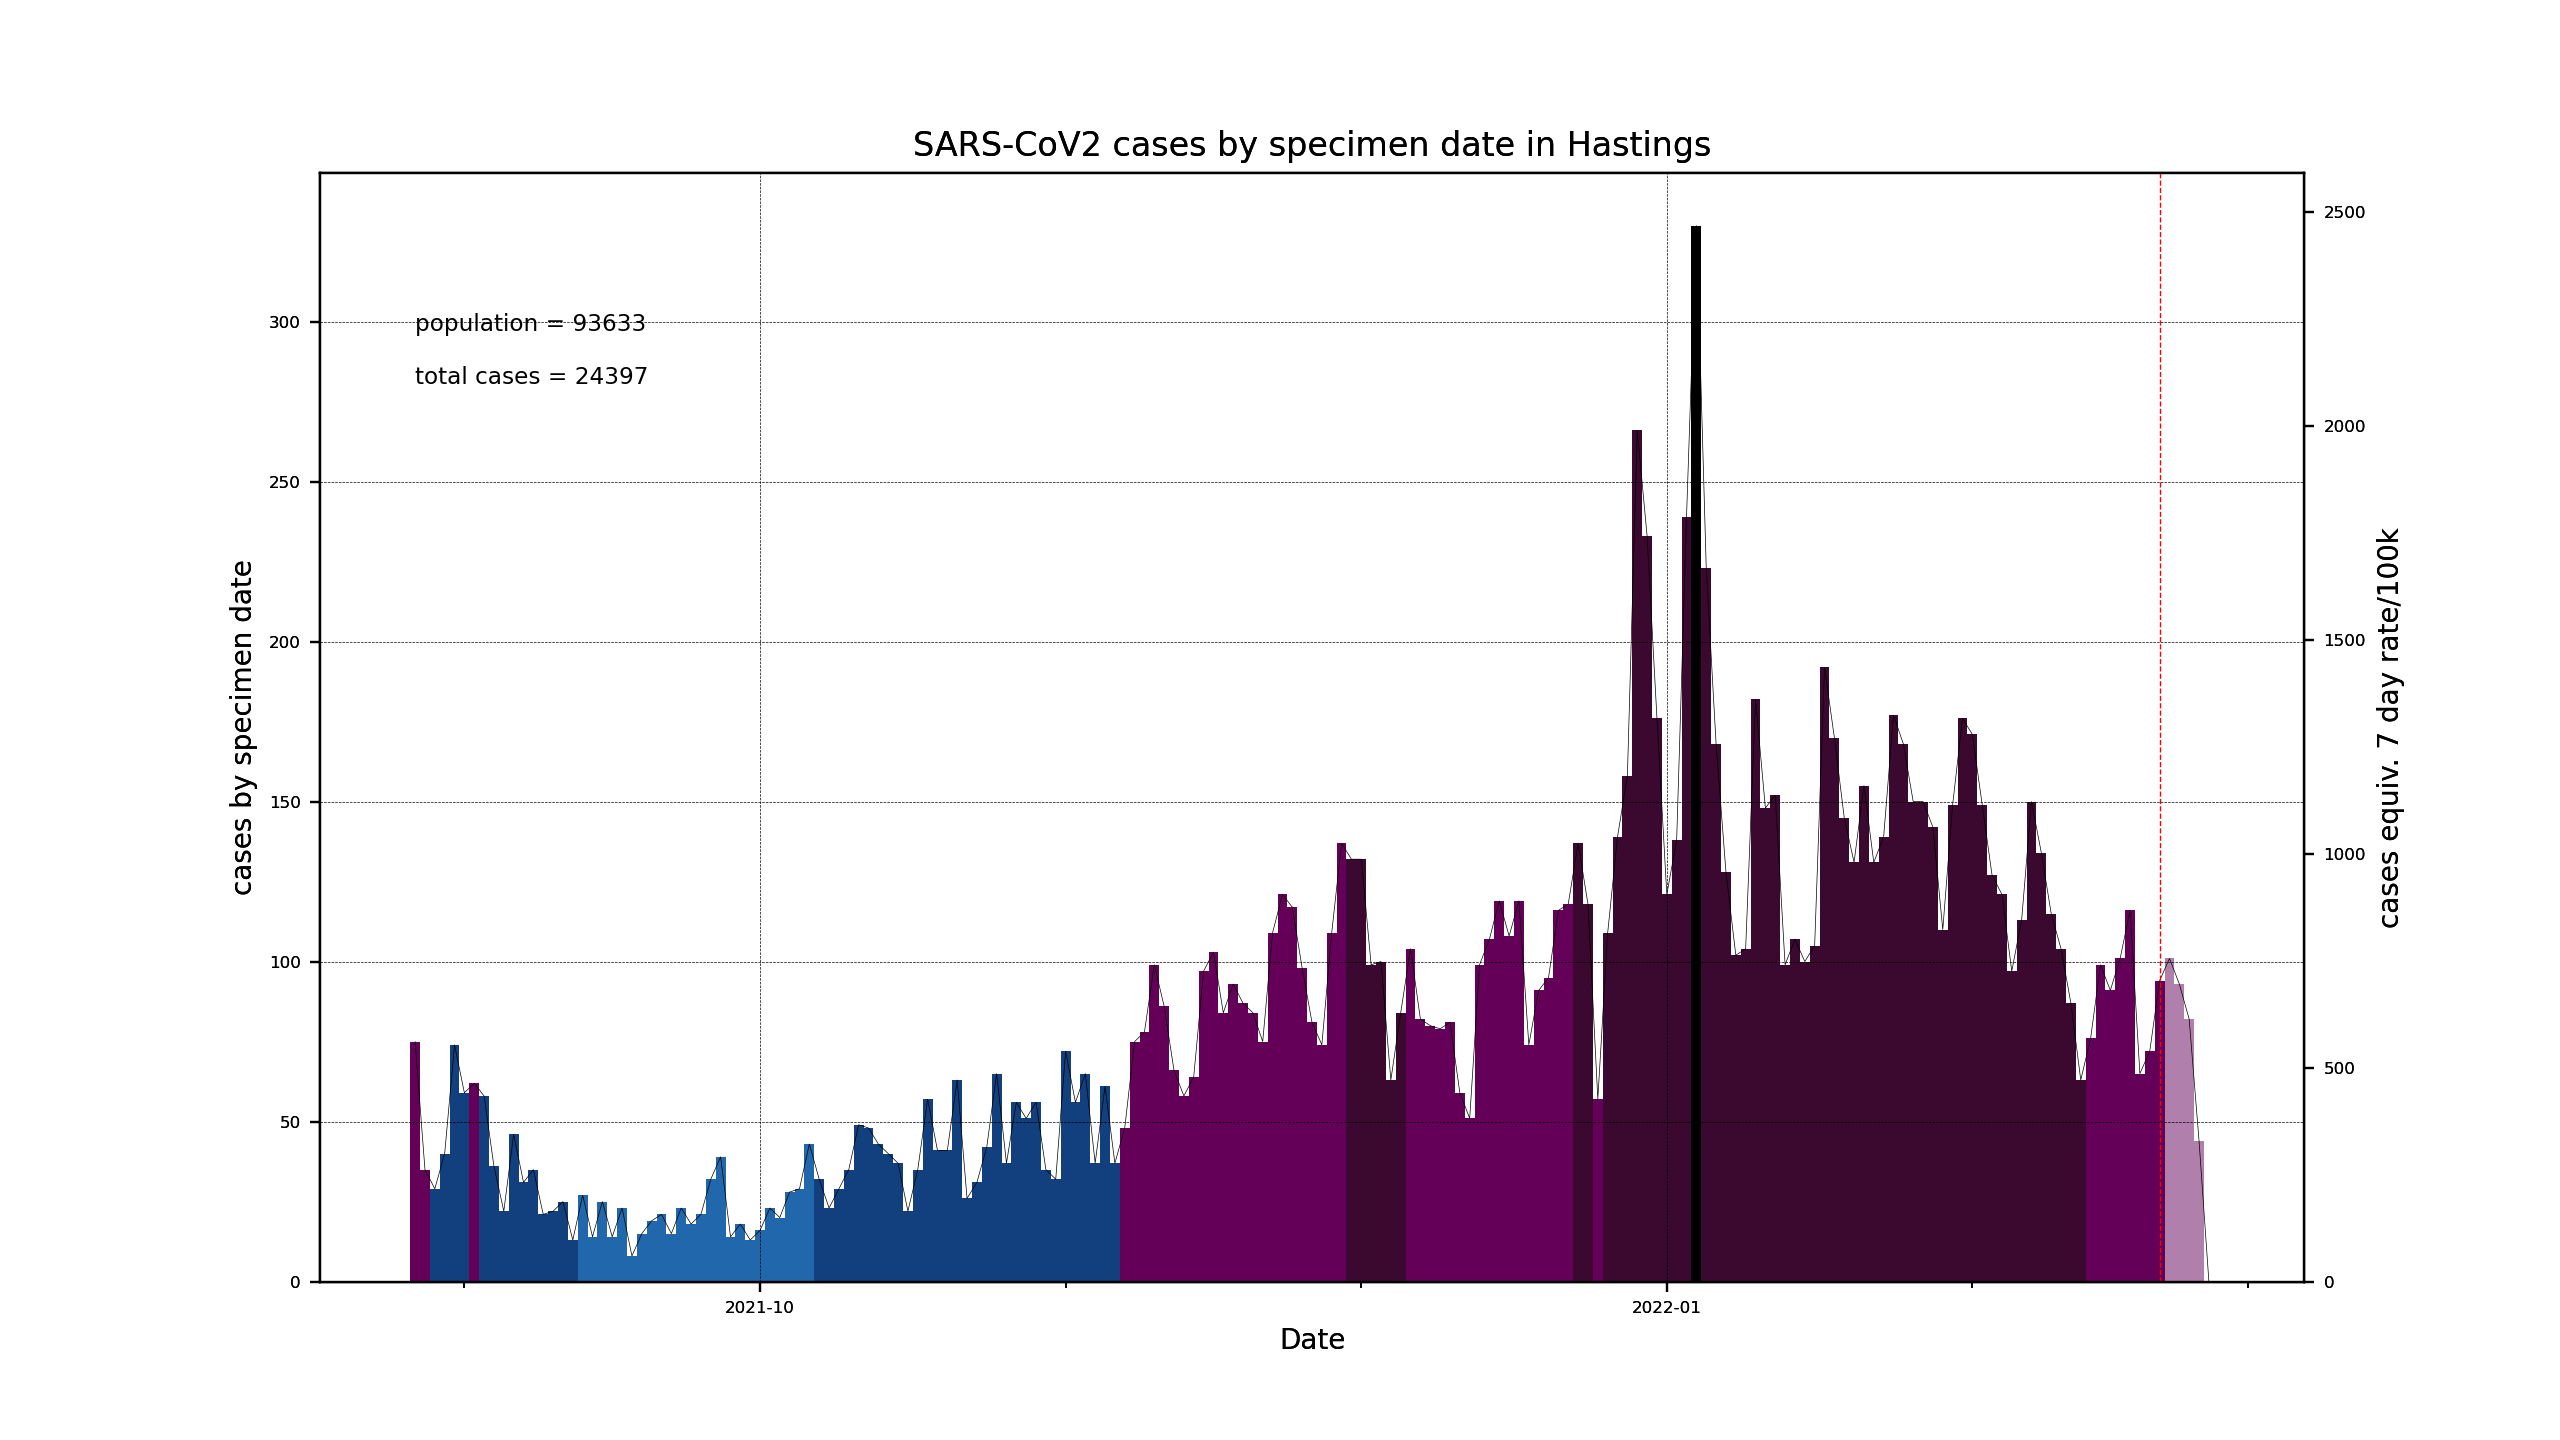 SARS-CoV2 cases by specimen date in Hastings
population = 93633
total cases = 24397
cases by specimen date
300
250
200
150
100
50
0
2500
2000
1500
1000
500
0
cases equiv. 7 day rate/100k
2021-10
2022-01
Date